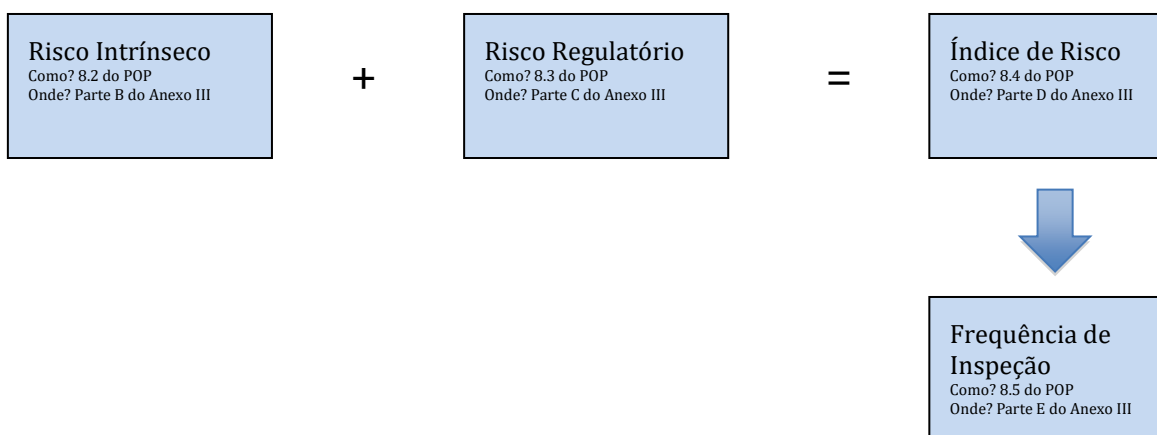 Risco Intrínseco
Como? 8.2 do POP
Onde? Parte B do Anexo III
+
Risco Regulatório
Como? 8.3 do POP
Onde? Parte C do Anexo III
=
Índice de Risco
Como? 8.4 do POP
Onde? Parte D do Anexo III
Frequência de
Inspeção
Como? 8.5 do POP
Onde? Parte E do Anexo III